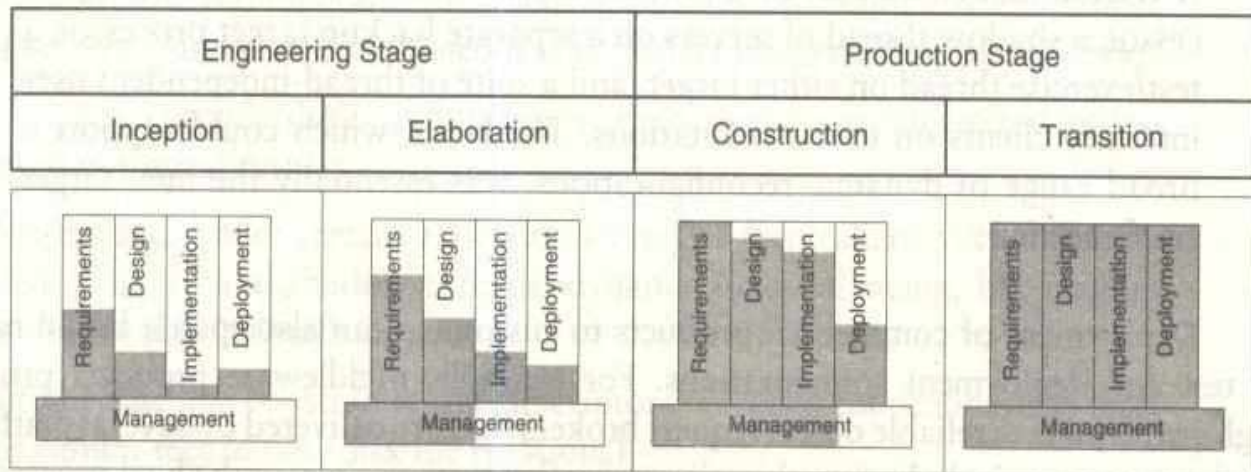 Engineering Stage Production Stage
Inception Elaboration Construction Transition
Requirements Design Implementation Deployment
Management
Requirements Design Implementation Deployment
Management
Requirements Design Implementation Deployment
Management
Requirements Design Implementation Deployment
Management